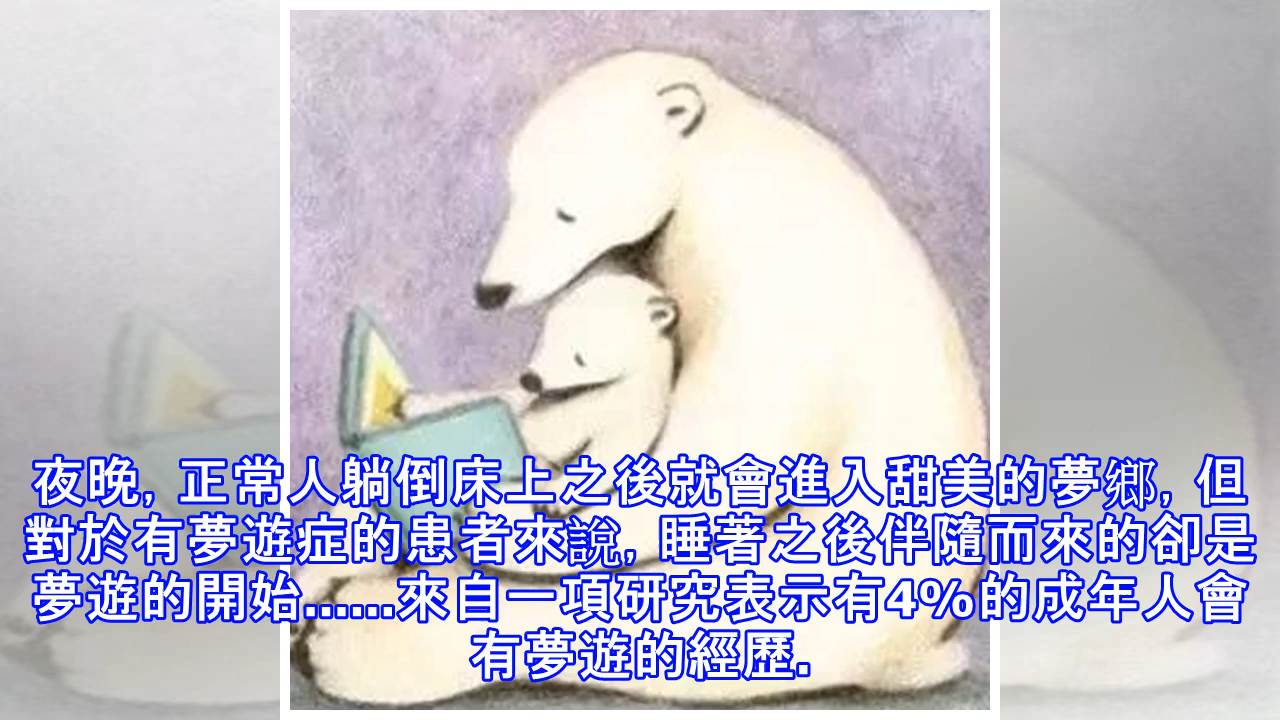 夜晚, 正常人躺倒床上之後就會進入甜美的夢鄉, 但
對於有夢遊症的患者來說, 睡著之後伴隨而來的卻是
夢遊的開始......來自一項研究表示有4%的成年人會
有夢遊的經歷.